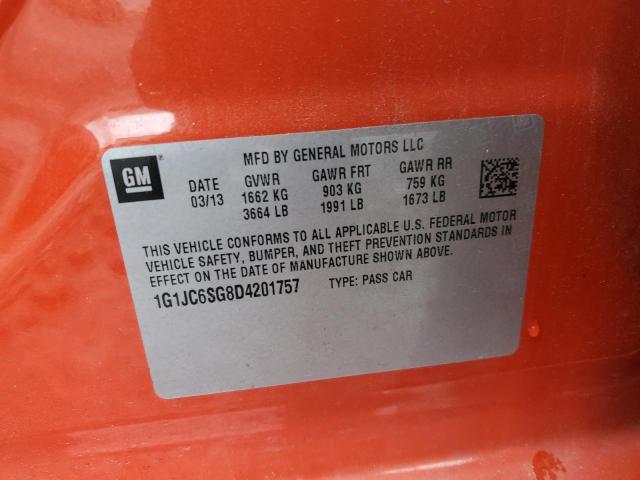 GM
MFD BY GENERAL MOTORS LLC
DATE GVWR GAWR FRT GAWR RR
03/13 1662 KG 903 KG 759 KG
3664 LB 1991 LB 1673 LB
THIS VEHICLE CONFORMS TO ALL APPLICABLE U.S. FEDERAL MOTOR
VEHICLE SAFETY, BUMPER, AND THEFT PREVENTION STANDARDS IN
EFFECT ON THE DATE OF MANUFACTURE SHOWN ABOVE.
1G1JC6SG8D4201757 TYPE: PASS CAR